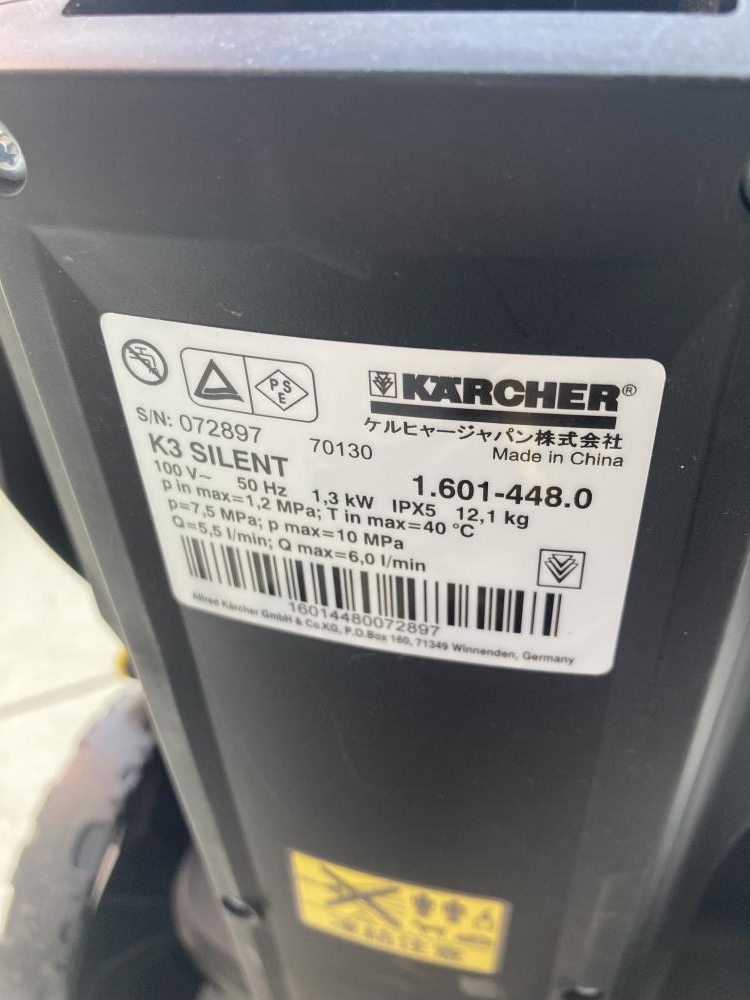 P S
E
KÄRCHER®
ケルヒャージャパン株式会社
S/N: 072897 70130 Made in China
K3 SILENT 1.601-448.0
100 V~ 50 Hz 1,3 kW IPX5 12,1 kg
p in max=1,2 MPa; T in max=40 °C
p=7,5 MPa; p max=10 MPa
Q=5,5 l/min; Q max=6,0 l/min
16014480072897
Alfred Kärcher GmbH & Co.KG, P.O.Box 160, 71349 Winnenden, Germany